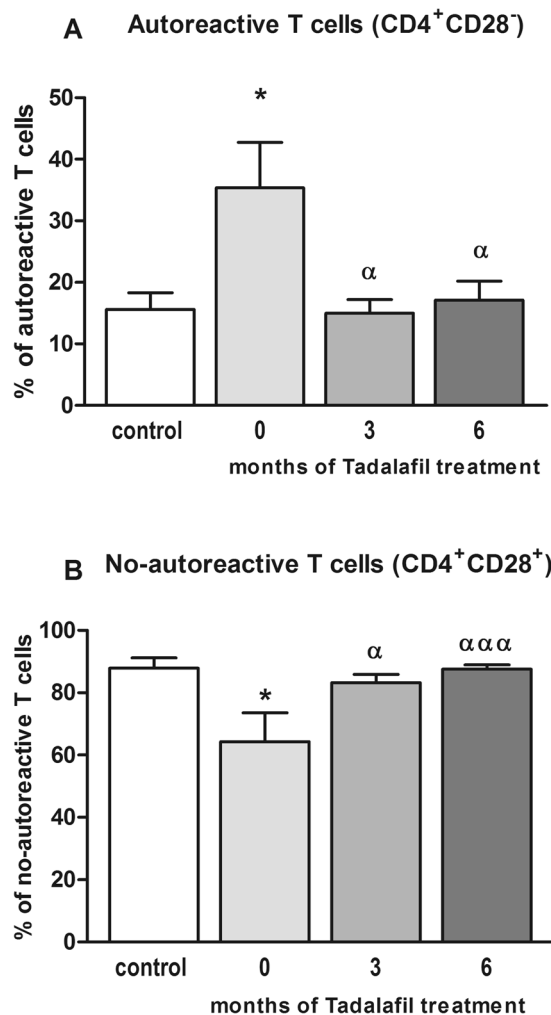 A Autoreactive T cells (CD4⁺CD28⁻)
% of autoreactive T cells
50
40
30
20
10
0
*
α
α
control 0 3 6
months of Tadalafil treatment
B No-autoreactive T cells (CD4⁺CD28⁺)
% of no-autoreactive T cells
100
80
60
40
20
0
*
α
ααα
control 0 3 6
months of Tadalafil treatment